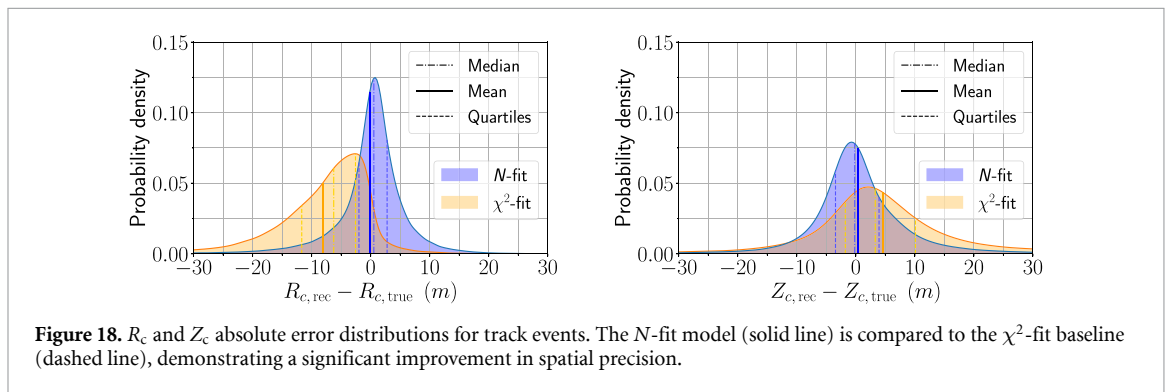 0.15
0.10
0.05
0.00
Probability density
Median
Mean
Quartiles
N-fit
χ²-fit
−30 −20 −10 0 10 20 30
R_c, rec − R_c, true (m)
0.15
0.10
0.05
0.00
Probability density
Median
Mean
Quartiles
N-fit
χ²-fit
−30 −20 −10 0 10 20 30
Z_c, rec − Z_c, true (m)
Figure 18. R_c and Z_c absolute error distributions for track events. The N-fit model (solid line) is compared to the χ²-fit baseline
(dashed line), demonstrating a significant improvement in spatial precision.